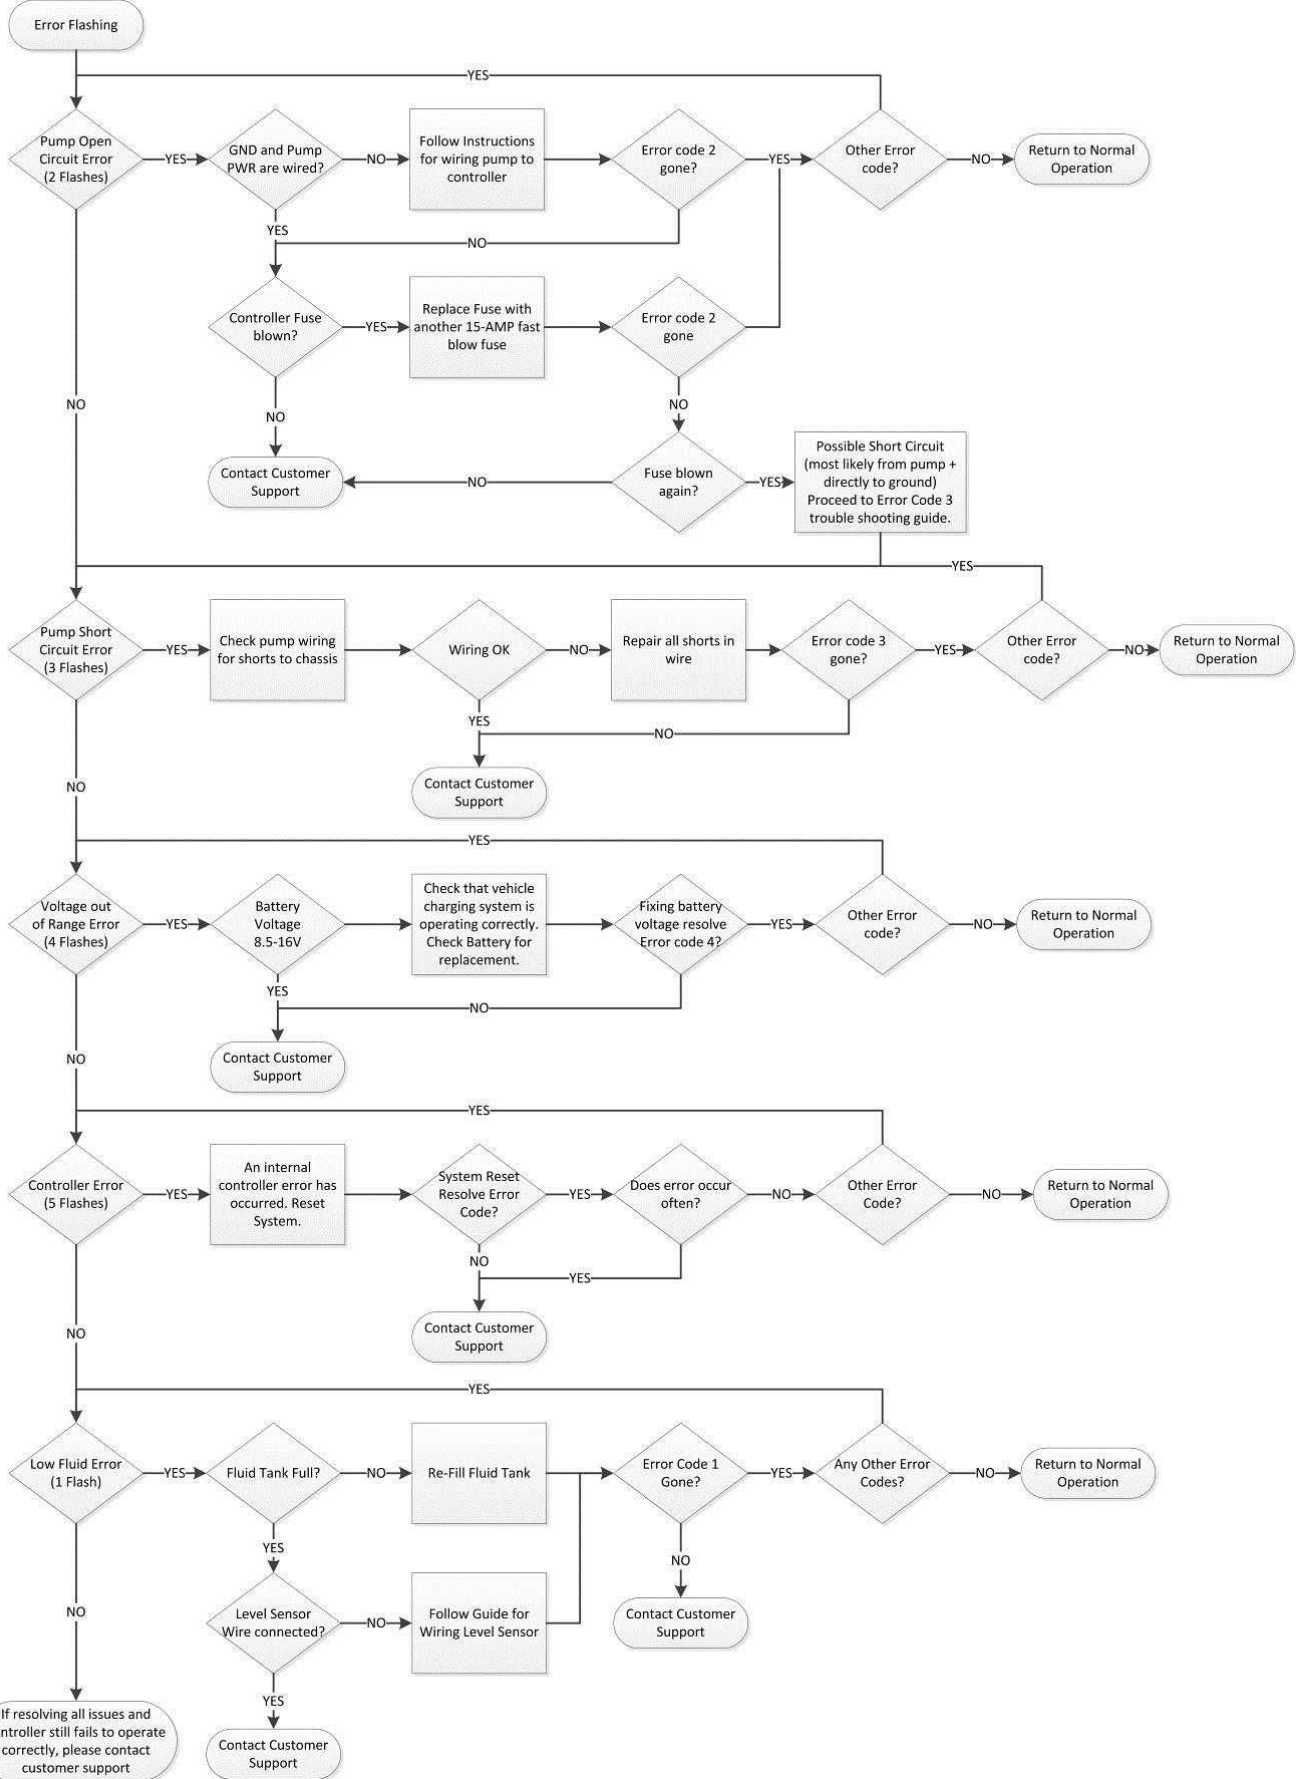 Error Flashing
YES
Pump Open
Circuit Error
(2 Flashes)
YES
GND and Pump
PWR are wired?
NO
Follow Instructions
for wiring pump to
controller
Error code 2
gone?
YES
Other Error
code?
NO
Return to Normal
Operation
YES
NO
Controller Fuse
blown?
YES
Replace Fuse with
another 15-AMP fast
blow fuse
Error code 2
gone
NO
NO
NO
Contact Customer
Support
NO
Fuse blown
again?
YES
Possible Short Circuit
(most likely from pump +
directly to ground)
Proceed to Error Code 3
trouble shooting guide.
YES
Pump Short
Circuit Error
(3 Flashes)
YES
Check pump wiring
for shorts to chassis
Wiring OK
NO
Repair all shorts in
wire
Error code 3
gone?
YES
Other Error
code?
NO
Return to Normal
Operation
YES
NO
Contact Customer
Support
NO
YES
Voltage out
of Range Error
(4 Flashes)
YES
Battery
Voltage
8.5-16V
Check that vehicle
charging system is
operating correctly.
Check Battery for
replacement.
Fixing battery
voltage resolve
Error code 4?
YES
Other Error
code?
NO
Return to Normal
Operation
YES
NO
Contact Customer
Support
NO
YES
Controller Error
(5 Flashes)
YES
An internal
controller error has
occurred. Reset
System.
System Reset
Resolve Error
Code?
YES
Does error occur
often?
NO
Other Error
Code?
NO
Return to Normal
Operation
NO
YES
Contact Customer
Support
NO
YES
Low Fluid Error
(1 Flash)
YES
Fluid Tank Full?
NO
Re-Fill Fluid Tank
Error Code 1
Gone?
YES
Any Other Error
Codes?
NO
Return to Normal
Operation
YES
NO
Contact Customer
Support
NO
Level Sensor
Wire connected?
NO
Follow Guide for
Wiring Level Sensor
YES
Contact Customer
Support
If resolving all issues and
ntroller still fails to operate
correctly, please contact
customer support